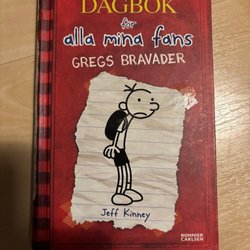 DAGBOK
för
alla mina fans
GREGS BRAVADER
Jeff Kinney
BONNIER
CARLSEN